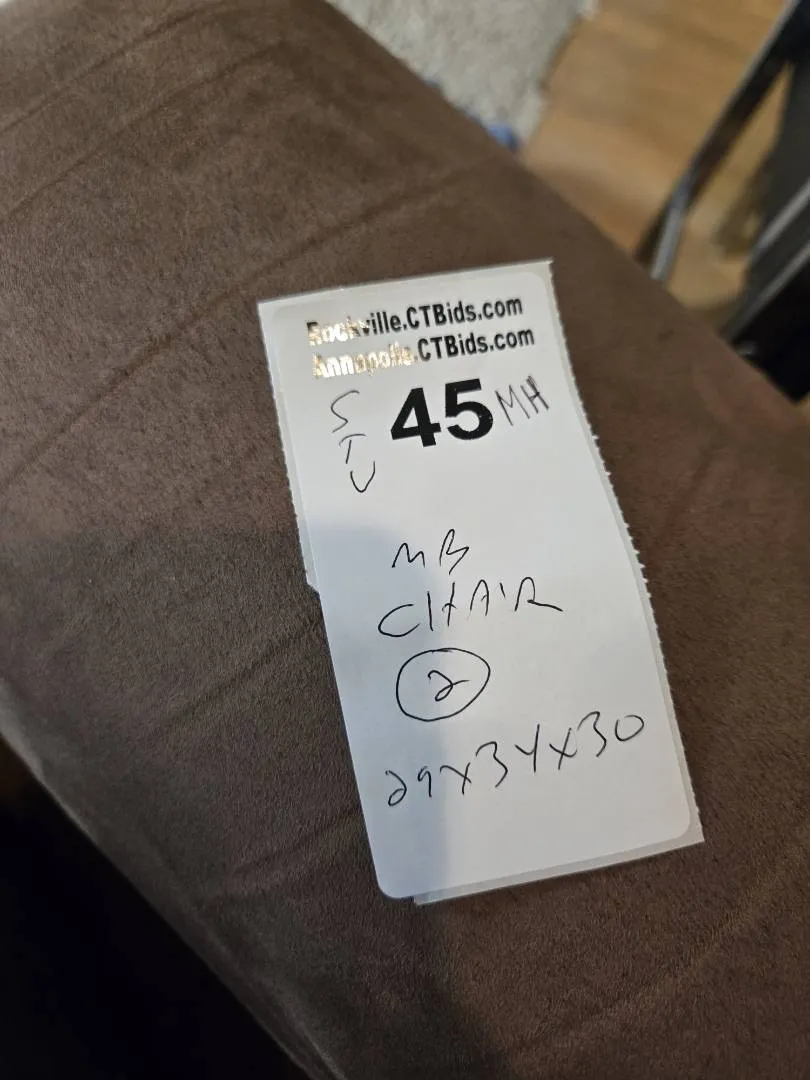 Rockville.CTBids.com
Annapolis.CTBids.com
STU 45 MH
MB
CHAIR
2
29X34X30